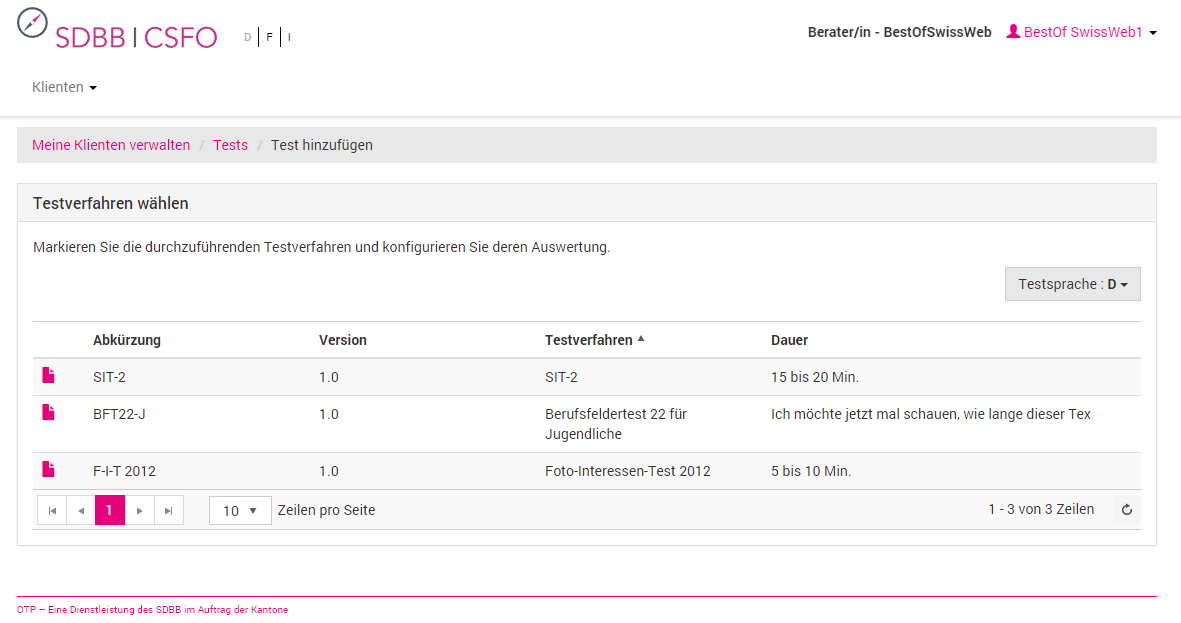 SDBB | CSFO D | F | I
Berater/in - BestOfSwissWeb BestOf SwissWeb1
Klienten
Meine Klienten verwalten / Tests / Test hinzufügen
Testverfahren wählen
Markieren Sie die durchzuführenden Testverfahren und konfigurieren Sie deren Auswertung.
Testsprache : D
Abkürzung Version Testverfahren Dauer
SIT-2 1.0 SIT-2 15 bis 20 Min.
BFT22-J 1.0 Berufsfeldertest 22 für Ich möchte jetzt mal schauen, wie lange dieser Tex
Jugendliche
F-I-T 2012 1.0 Foto-Interessen-Test 2012 5 bis 10 Min.
1 10 Zeilen pro Seite 1 - 3 von 3 Zeilen
OTP – Eine Dienstleistung des SDBB im Auftrag der Kantone